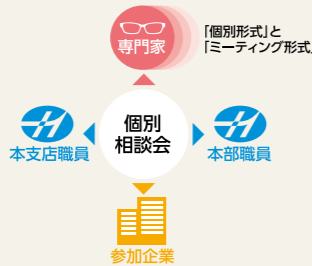 専門家
「個別形式」と
「ミーティング形式」
個別
相談会
本支店職員
本部職員
参加企業